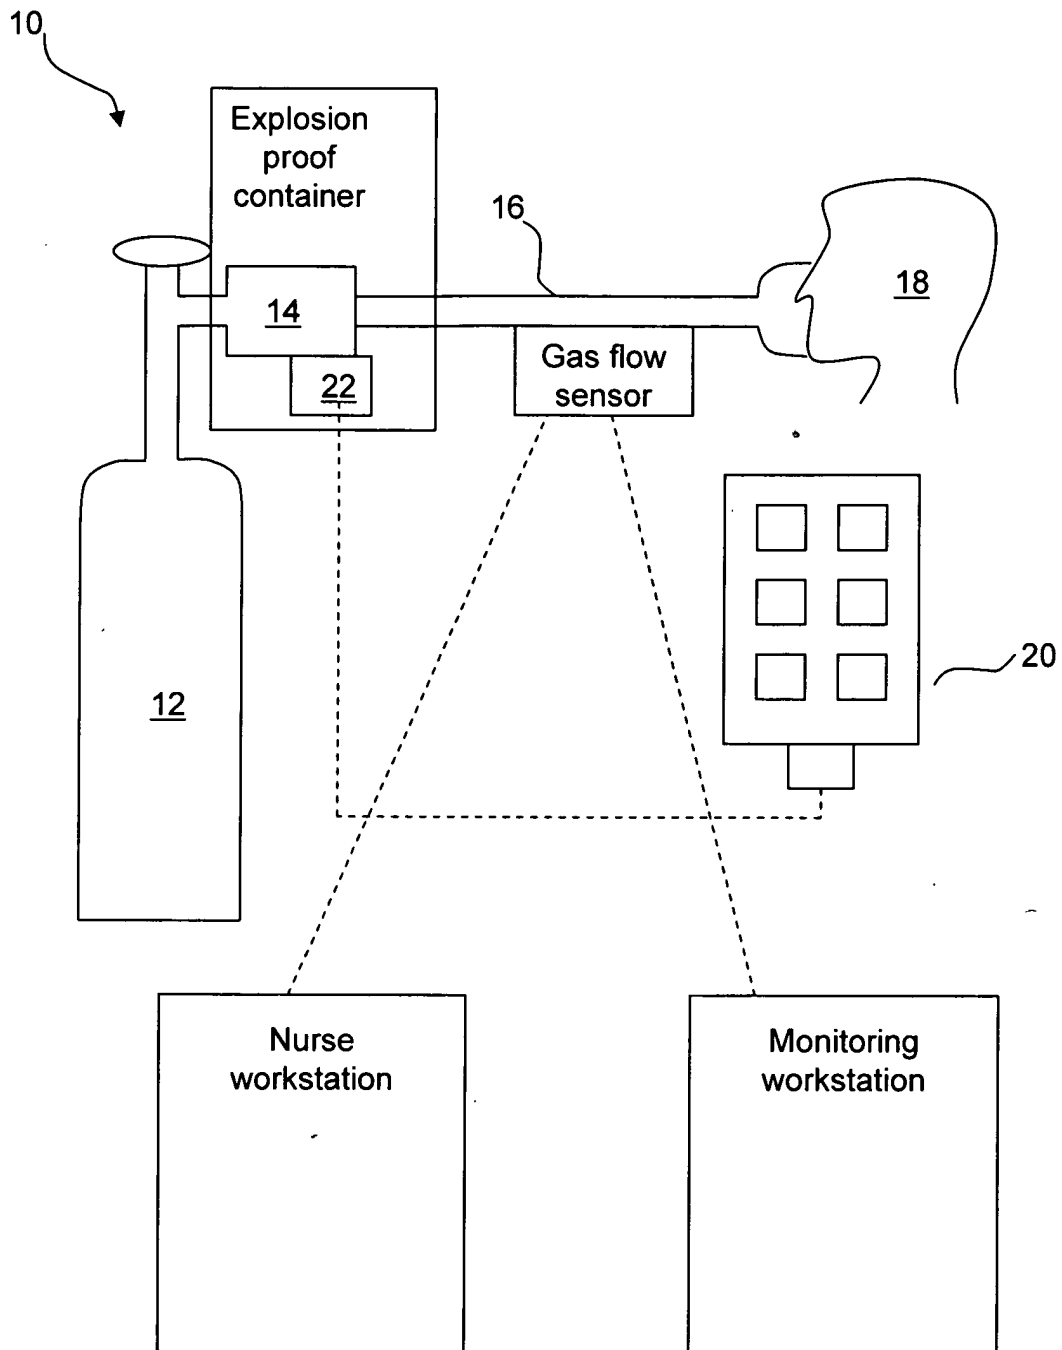 10
Explosion
proof
container
16
18
14
Gas flow
sensor
22
20
12
Nurse
workstation
Monitoring
workstation